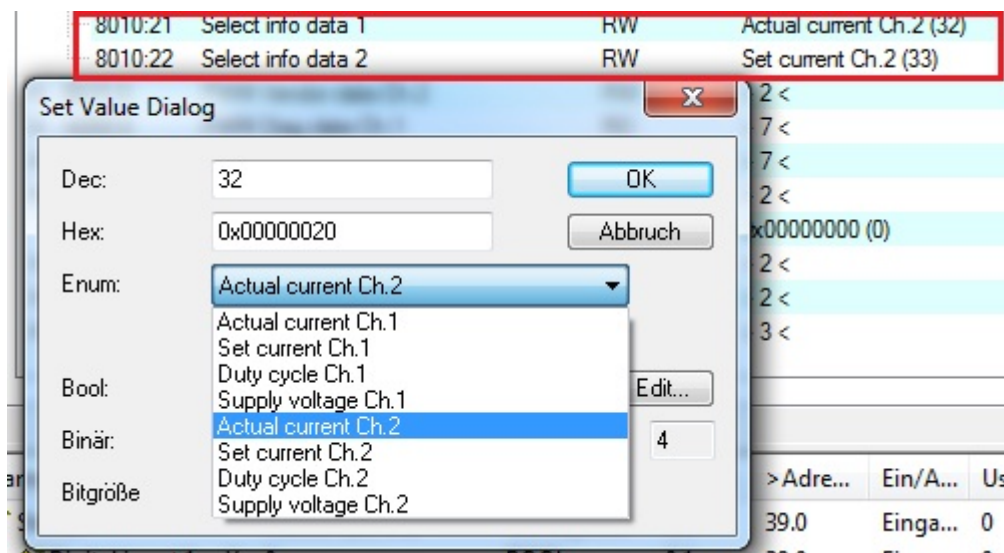 8010:21 Select info data 1 RW Actual current Ch.2 (32)
8010:22 Select info data 2 RW Set current Ch.2 (33)
Set Value Dialog
2 <
7 <
7 <
2 <
x00000000 (0)
2 <
2 <
3 <
Dec: 32 OK
Hex: 0x00000020 Abbruch
Enum: Actual current Ch.2
Actual current Ch.1
Set current Ch.1
Duty cycle Ch.1
Supply voltage Ch.1
Actual current Ch.2
Set current Ch.2
Duty cycle Ch.2
Supply voltage Ch.2
Bool: Edit...
Binär: 4
Bitgröße
>Adre... Ein/A... Us
39.0 Einga... 0